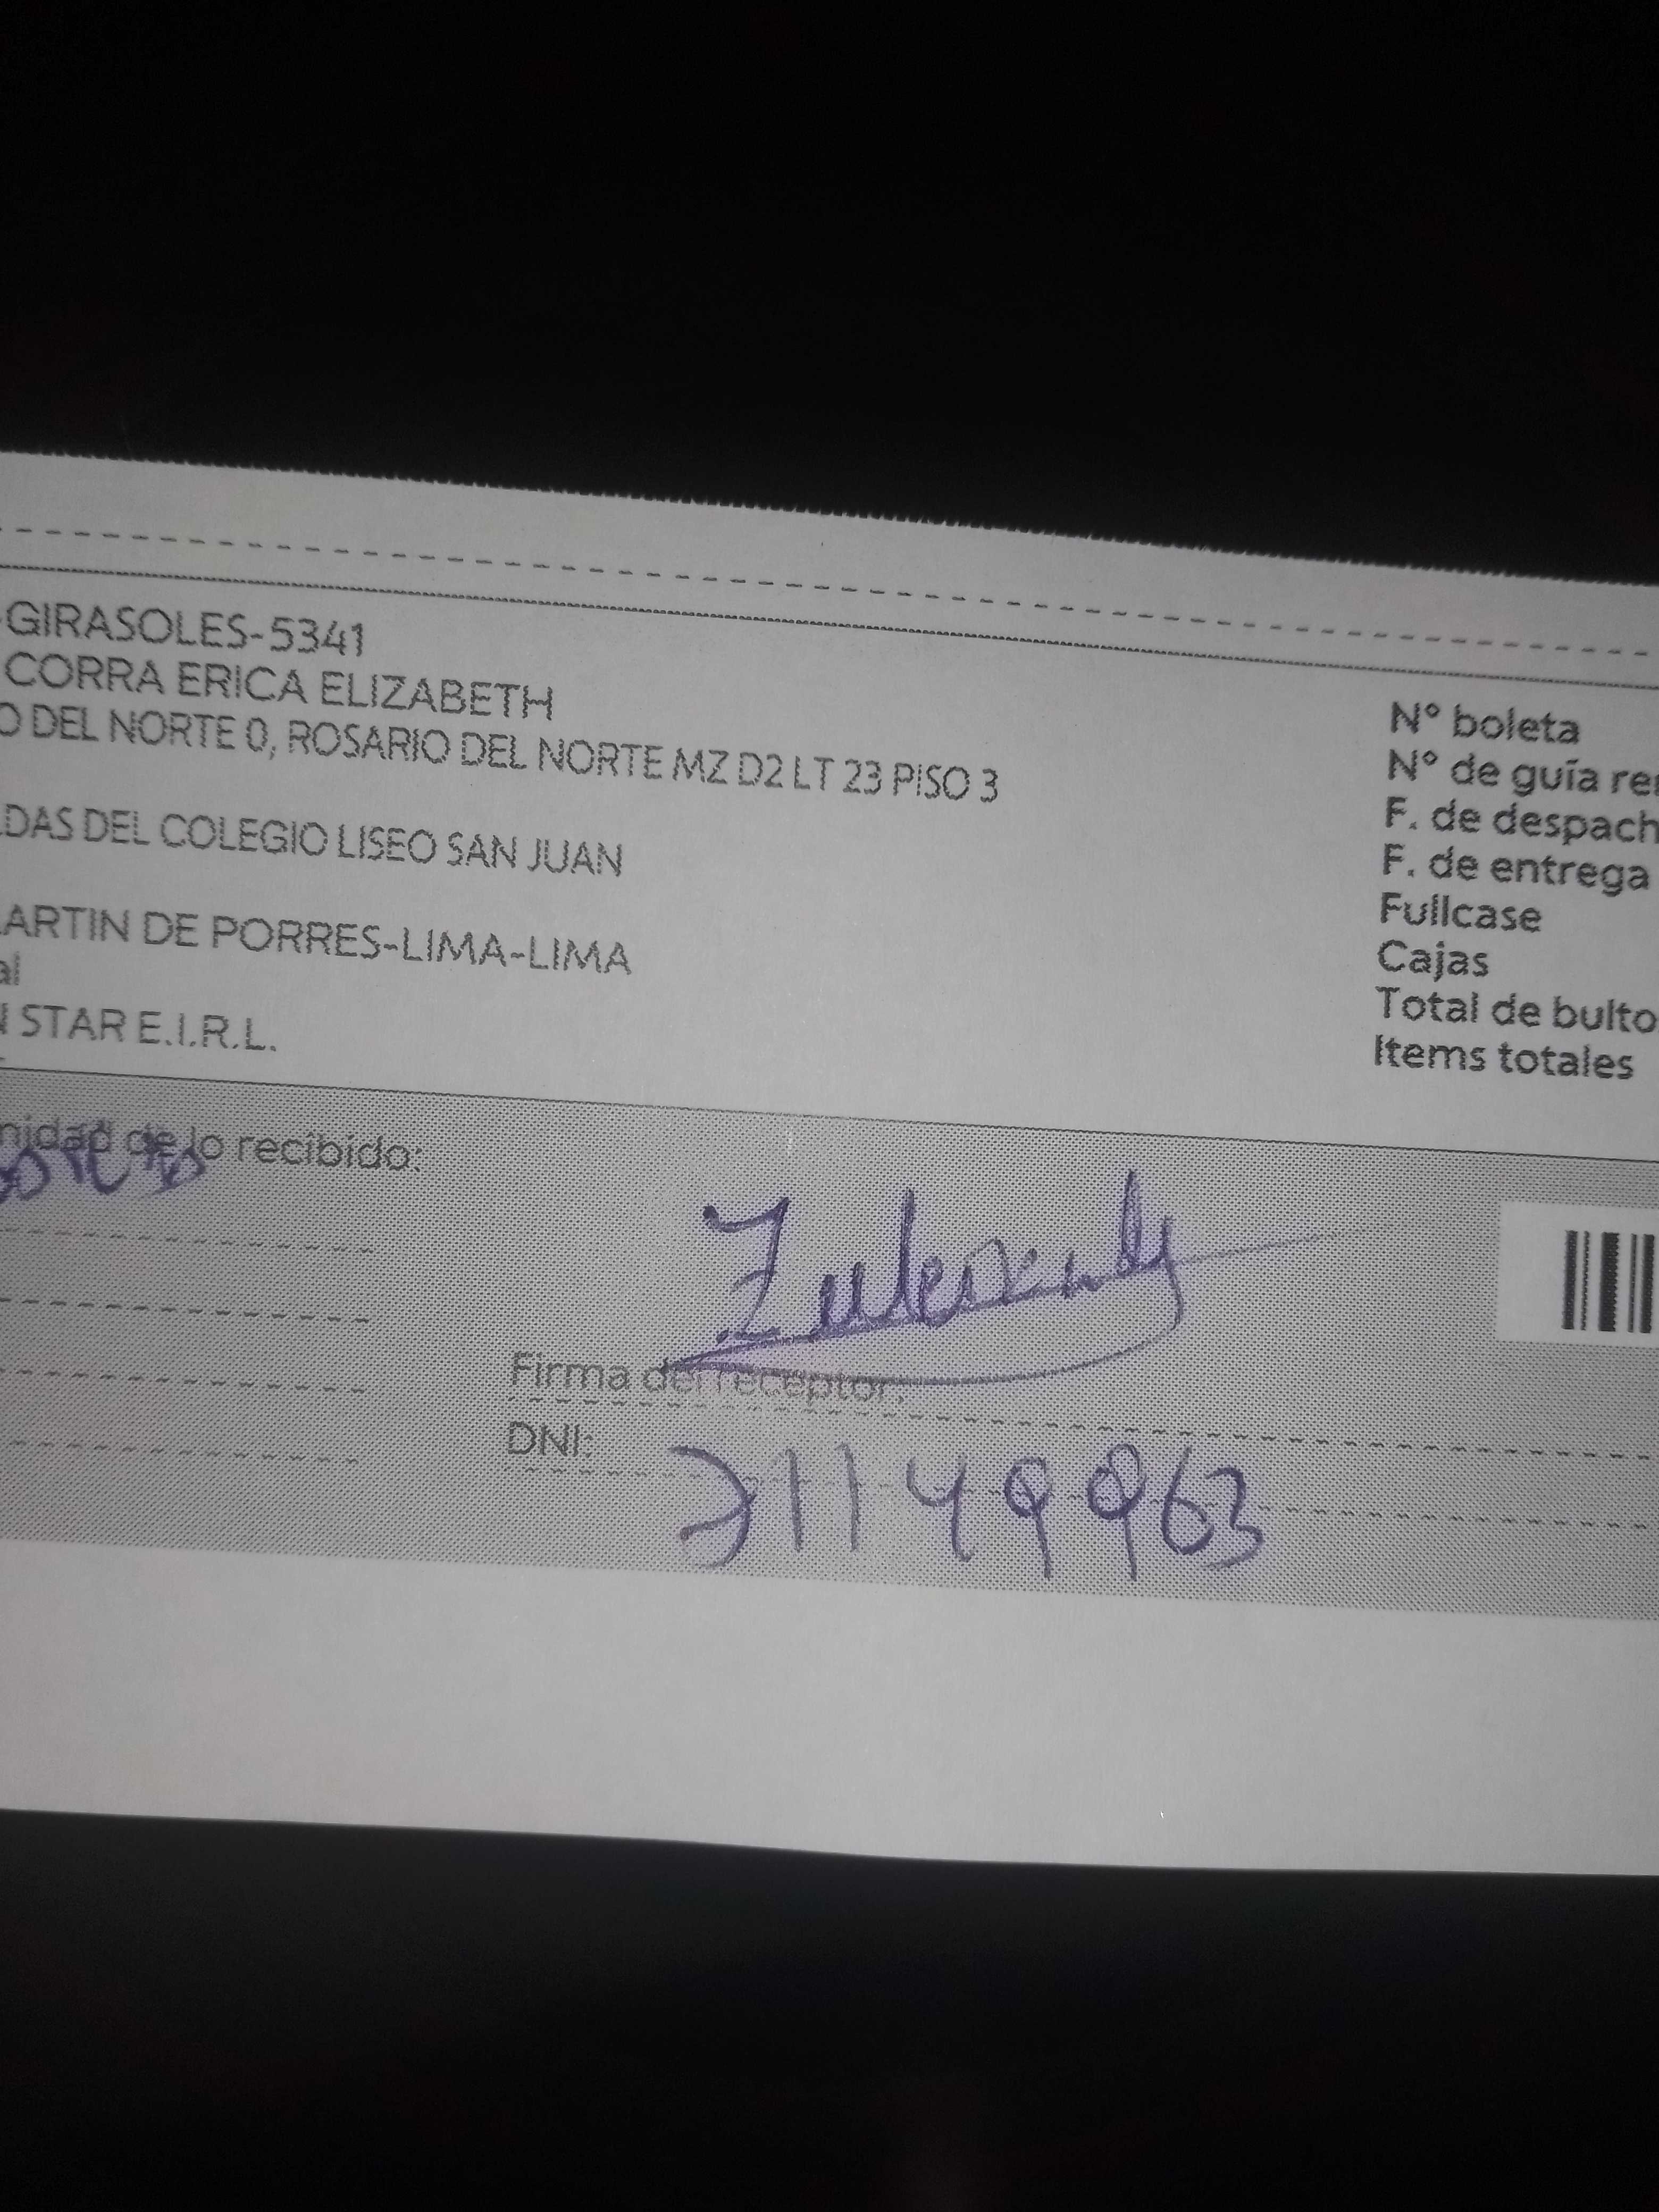 -GIRASOLES-5341
CORRA ERICA ELIZABETH
O DEL NORTE 0, ROSARIO DEL NORTE MZ D2 LT 23 PISO 3
LDAS DEL COLEGIO LISEO SAN JUAN
ARTIN DE PORRES-LIMA-LIMA
al
N STAR E.I.R.L.
N° boleta
N° de guía re
F. de despach
F. de entrega
Fullcase
Cajas
Total de bulto
Items totales
nidad de lo recibido:
Firma del receptor:
DNI: 71149963